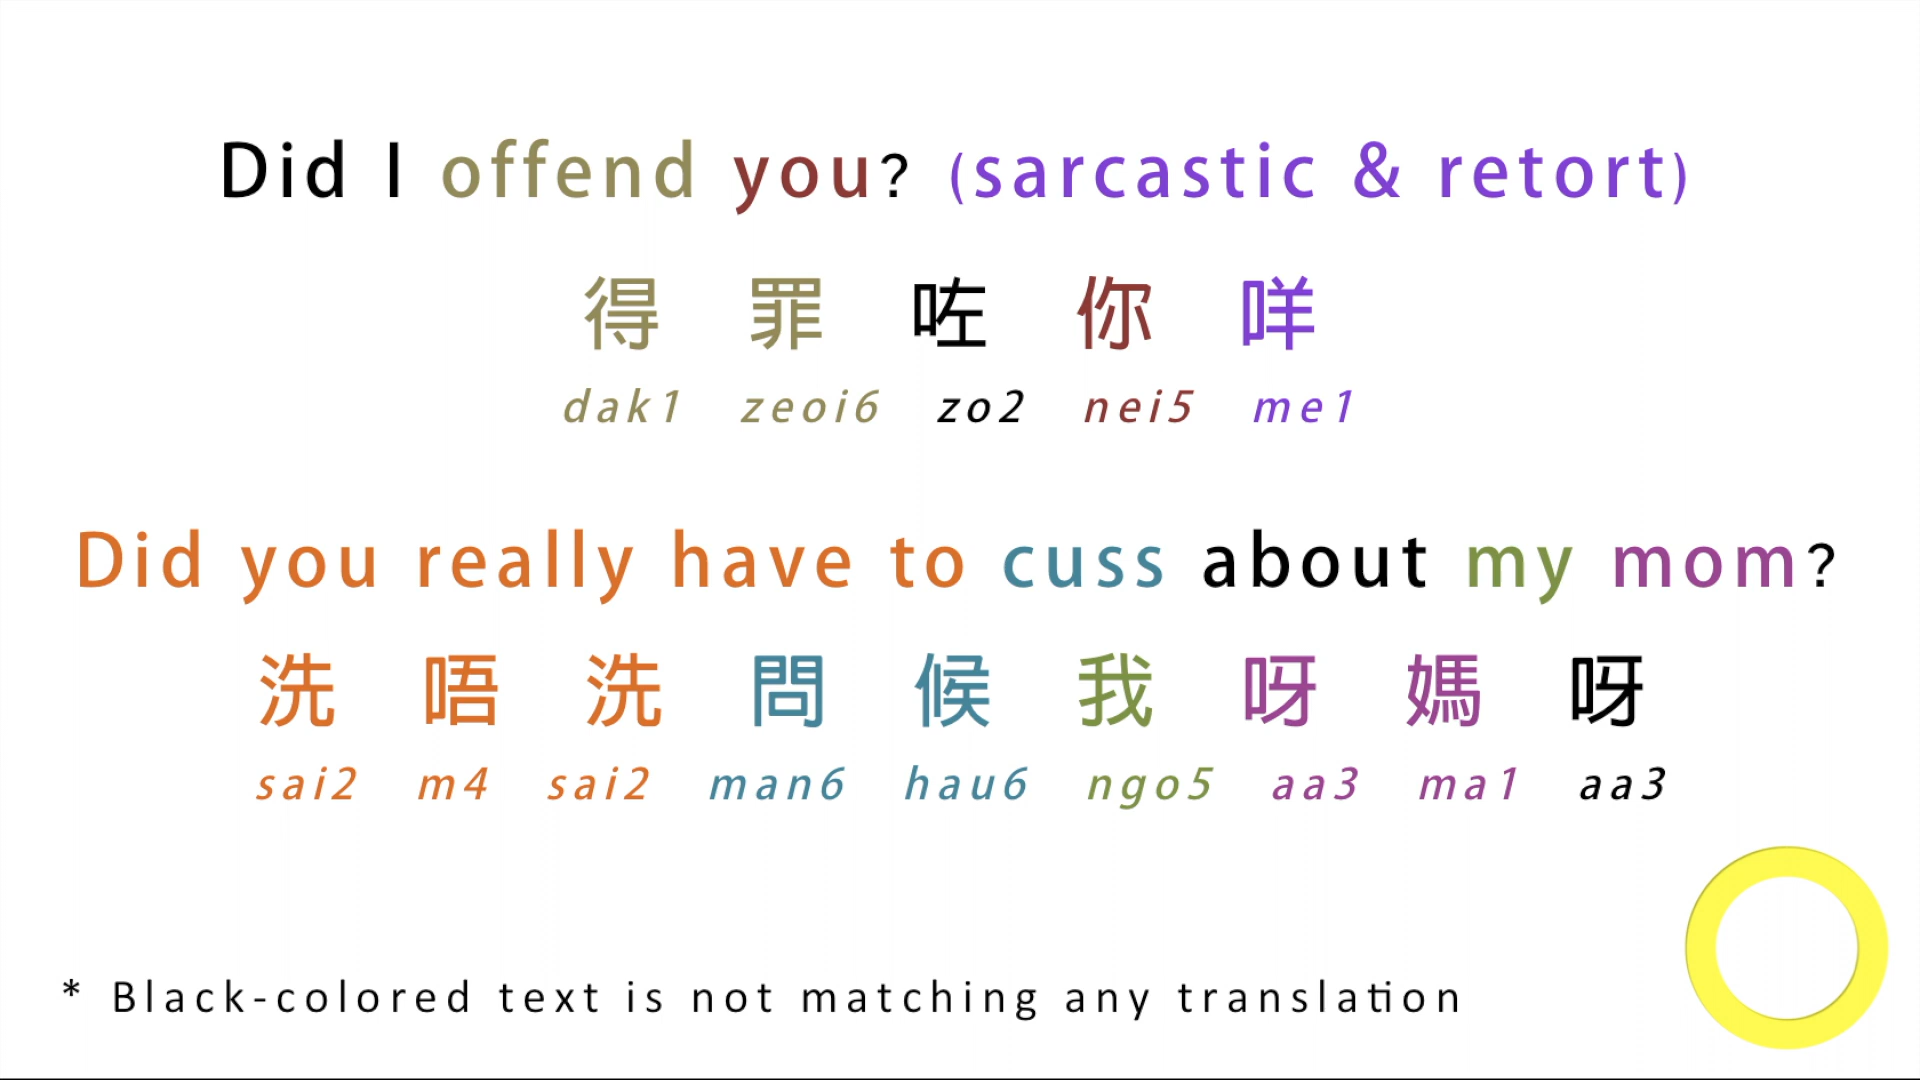 Did I offend you? (sarcastic & retort)
得 罪 咗 你 咩
dak1 zeoi6 zo2 nei5 me1
Did you really have to cuss about my mom?
洗 唔 洗 問 候 我 呀 媽 呀
sai2 m4 sai2 man6 hau6 ngo5 aa3 ma1 aa3
* Black-colored text is not matching any translation